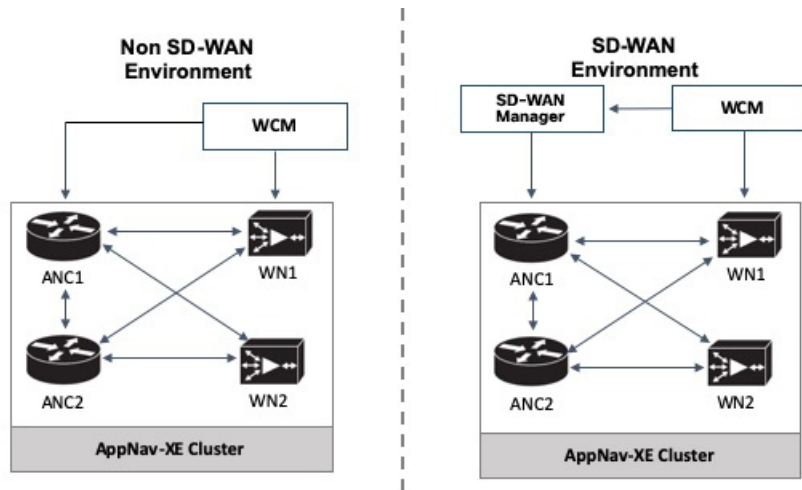 Non SD-WAN
Environment
WCM
ANC1
WN1
ANC2
WN2
AppNav-XE Cluster
SD-WAN
Environment
SD-WAN
Manager
WCM
ANC1
WN1
ANC2
WN2
AppNav-XE Cluster